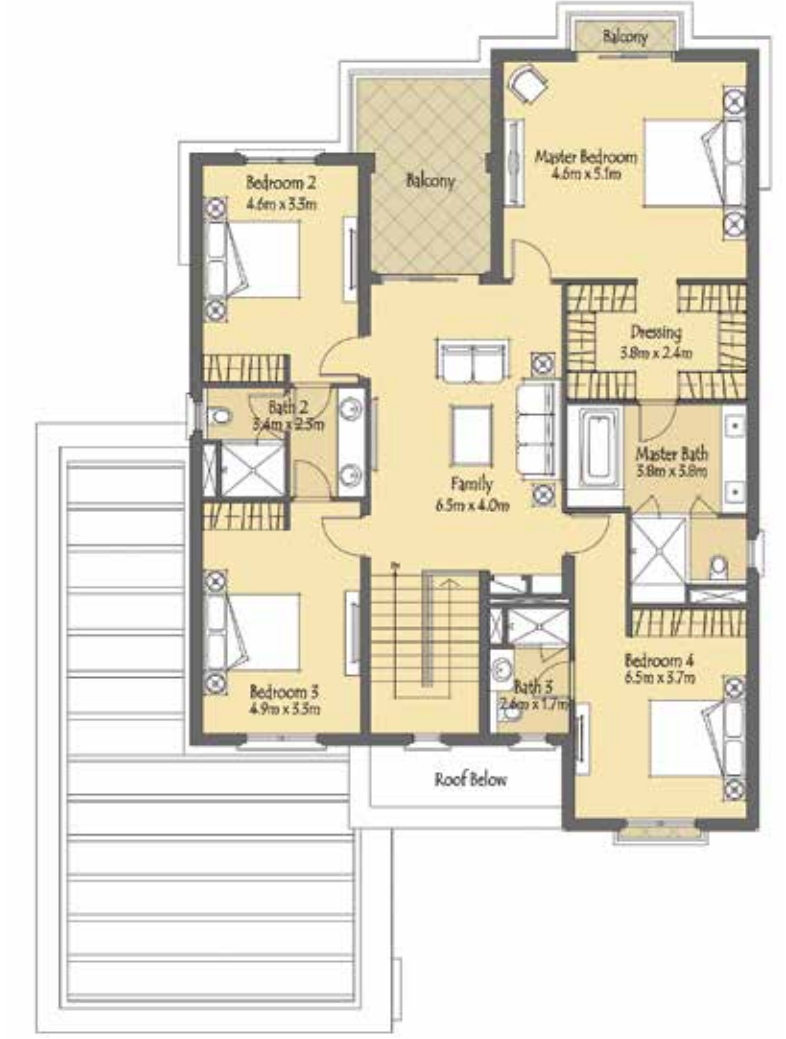 Balcony
Master Bedroom
4.6m x 5.1m
Balcony
Bedroom 2
4.6m x 3.3m
Dressing
3.8m x 2.4m
Bath 2
3.4m x 2.3m
Master Bath
3.8m x 3.8m
Family
6.5m x 4.0m
Bedroom 3
4.9m x 3.3m
Bath 3
2.6m x 1.7m
Bedroom 4
6.5m x 3.7m
Roof Below